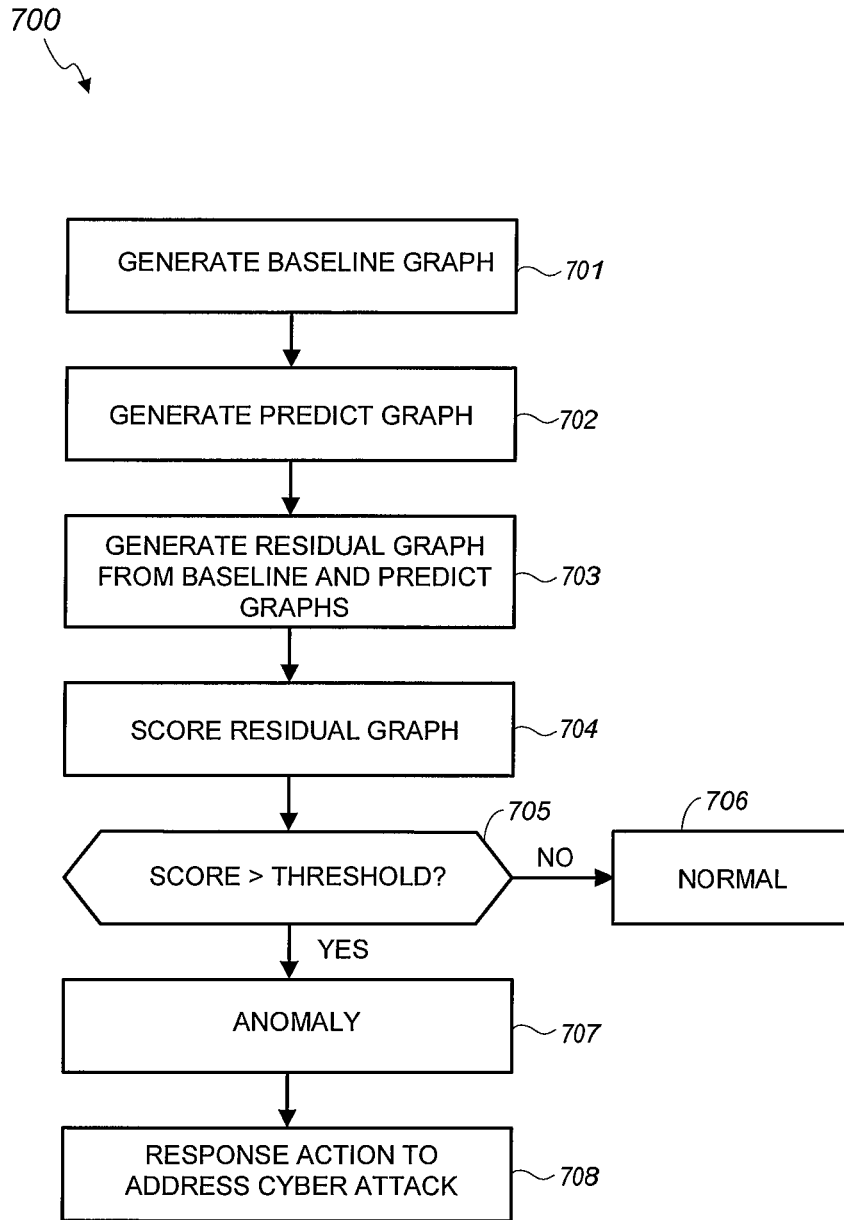 700
GENERATE BASELINE GRAPH
701
GENERATE PREDICT GRAPH
702
GENERATE RESIDUAL GRAPH
FROM BASELINE AND PREDICT
GRAPHS
703
SCORE RESIDUAL GRAPH
704
705
SCORE > THRESHOLD?
NO
706
NORMAL
YES
ANOMALY
707
RESPONSE ACTION TO
ADDRESS CYBER ATTACK
708